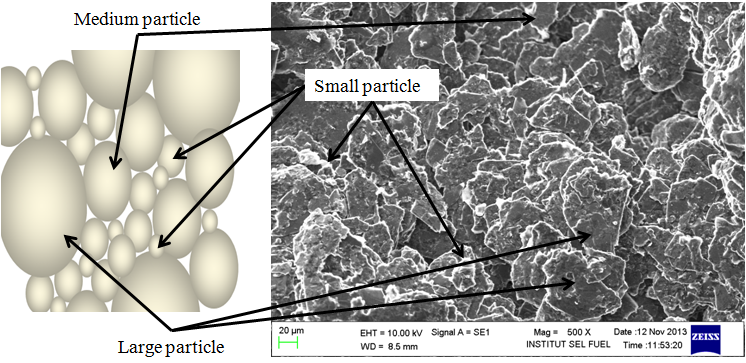 Medium particle
Small particle
Large particle
20 µm
EHT = 10.00 kV Signal A = SE1 Mag = 500 X Date :12 Nov 2013
WD = 8.5 mm INSTITUT SEL FUEL Time :11:53:20
ZEISS